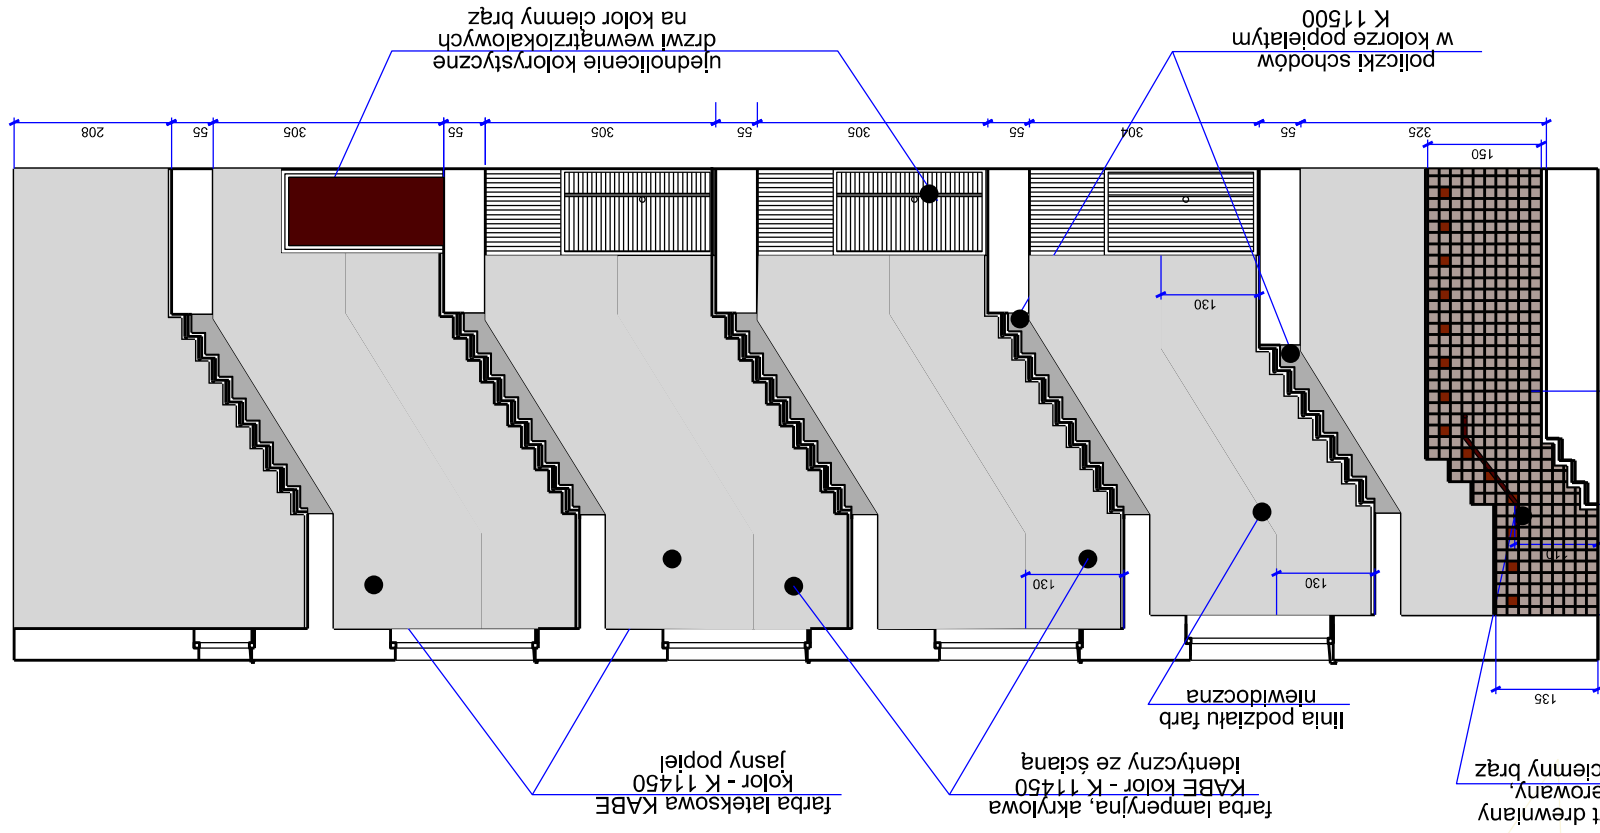 t drewniany
erowany,
ciemny brąz
farba lamperyjna, akrylowa
KABE kolor - K 11450
identyczny ze ścianą
farba lateksowa KABE
kolor - K 11450
jasny popiel
linia podziału farb
niewidoczna
135
110
130
130
130
150
325
55
304
55
305
55
305
55
305
55
208
policzki schodów
w kolorze popielatym
K 11500
ujednolicenie kolorystyczne
drzwi wewnątrzlokalowych
na kolor ciemny brąz